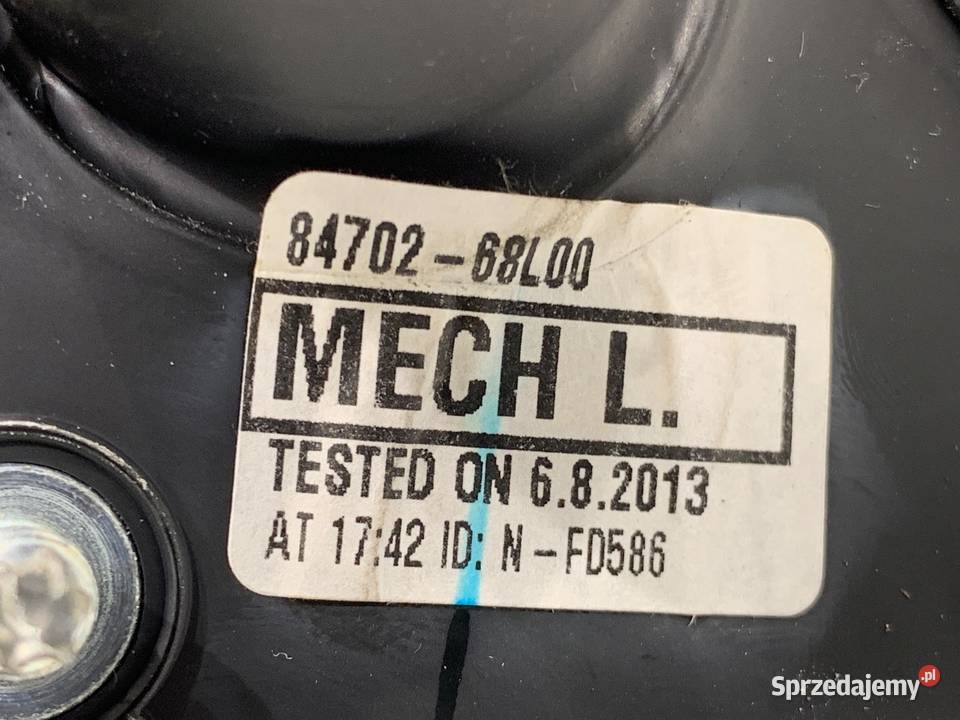 84702-68L00
MECH L.
TESTED ON 6.8.2013
AT 17:42 ID: N-FD586
Sprzedajemy.pl